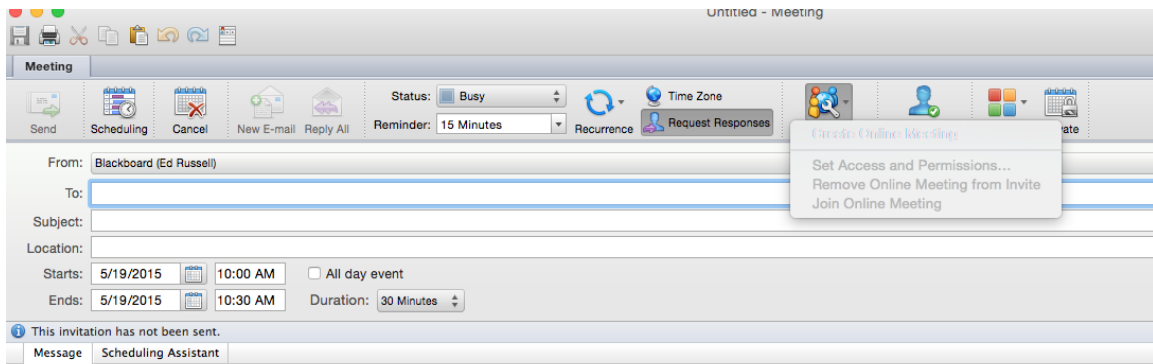 Untitled - Meeting
Meeting
Status: Busy
Time Zone
Send Scheduling Cancel New E-mail Reply All
Reminder: 15 Minutes
Recurrence
Request Responses
Create Online Meeting
Set Access and Permissions...
Remove Online Meeting from Invite
Join Online Meeting
From: Blackboard (Ed Russell)
To:
Subject:
Location:
Starts: 5/19/2015 10:00 AM All day event
Ends: 5/19/2015 10:30 AM Duration: 30 Minutes
This invitation has not been sent.
Message Scheduling Assistant